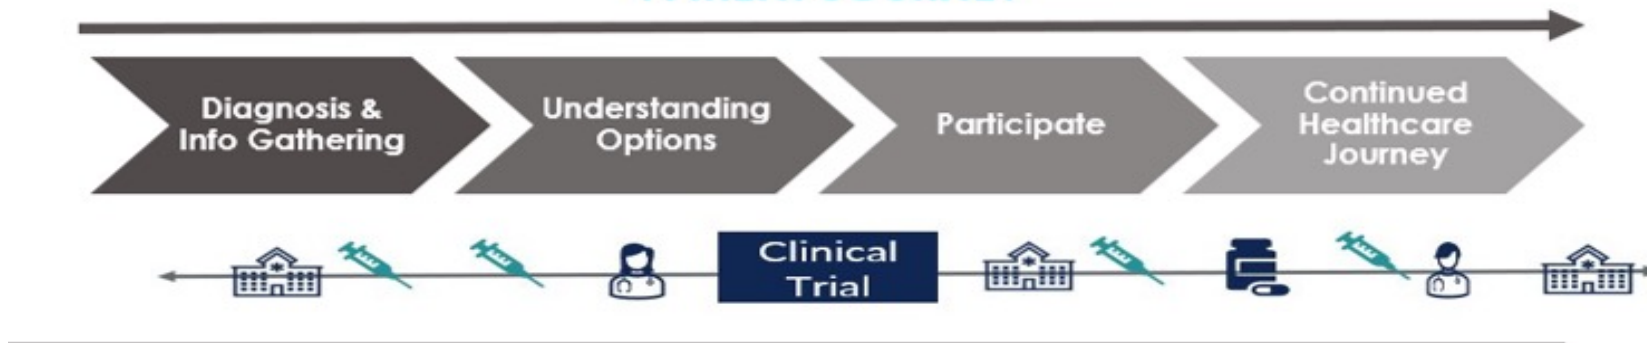 Diagnosis &
Info Gathering
Understanding
Options
Participate
Continued
Healthcare
Journey
Clinical
Trial